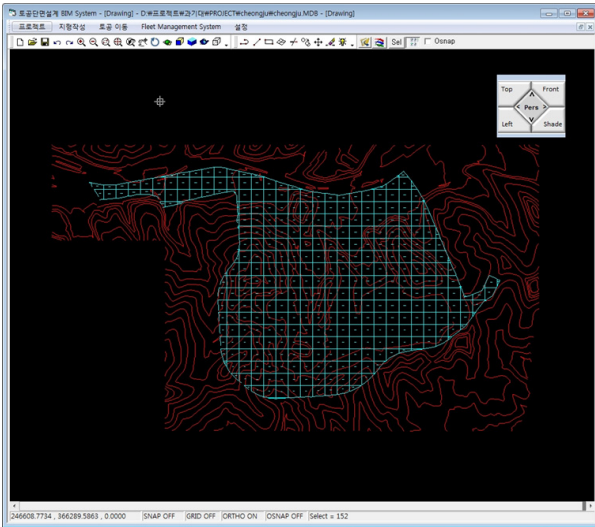 토공단면설계 BIM System - [Drawing] - D:₩프로젝트₩과기대₩PROJECT₩cheongju₩cheongju.MDB - [Drawing]
프로젝트 지형작성 토공 이동 Fleet Management System 설정
Sel Osnap
Top Front
Pers
Left Shade
246608.7734 , 366289.5863 , 0.0000 SNAP OFF GRID OFF ORTHO ON OSNAP OFF Select = 152